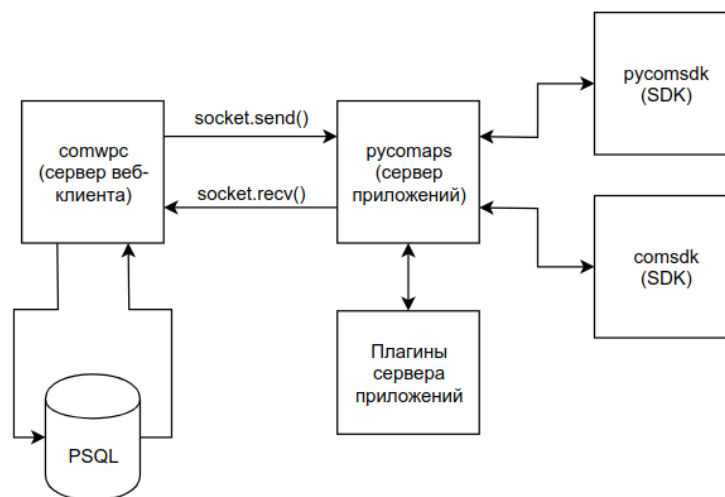 pycomsdk
(SDK)
socket.send()
comwpc
(сервер веб-
клиента)
pycomaps
(сервер
приложений)
socket.recv()
comsdk
(SDK)
Плагины
сервера
приложений
PSQL